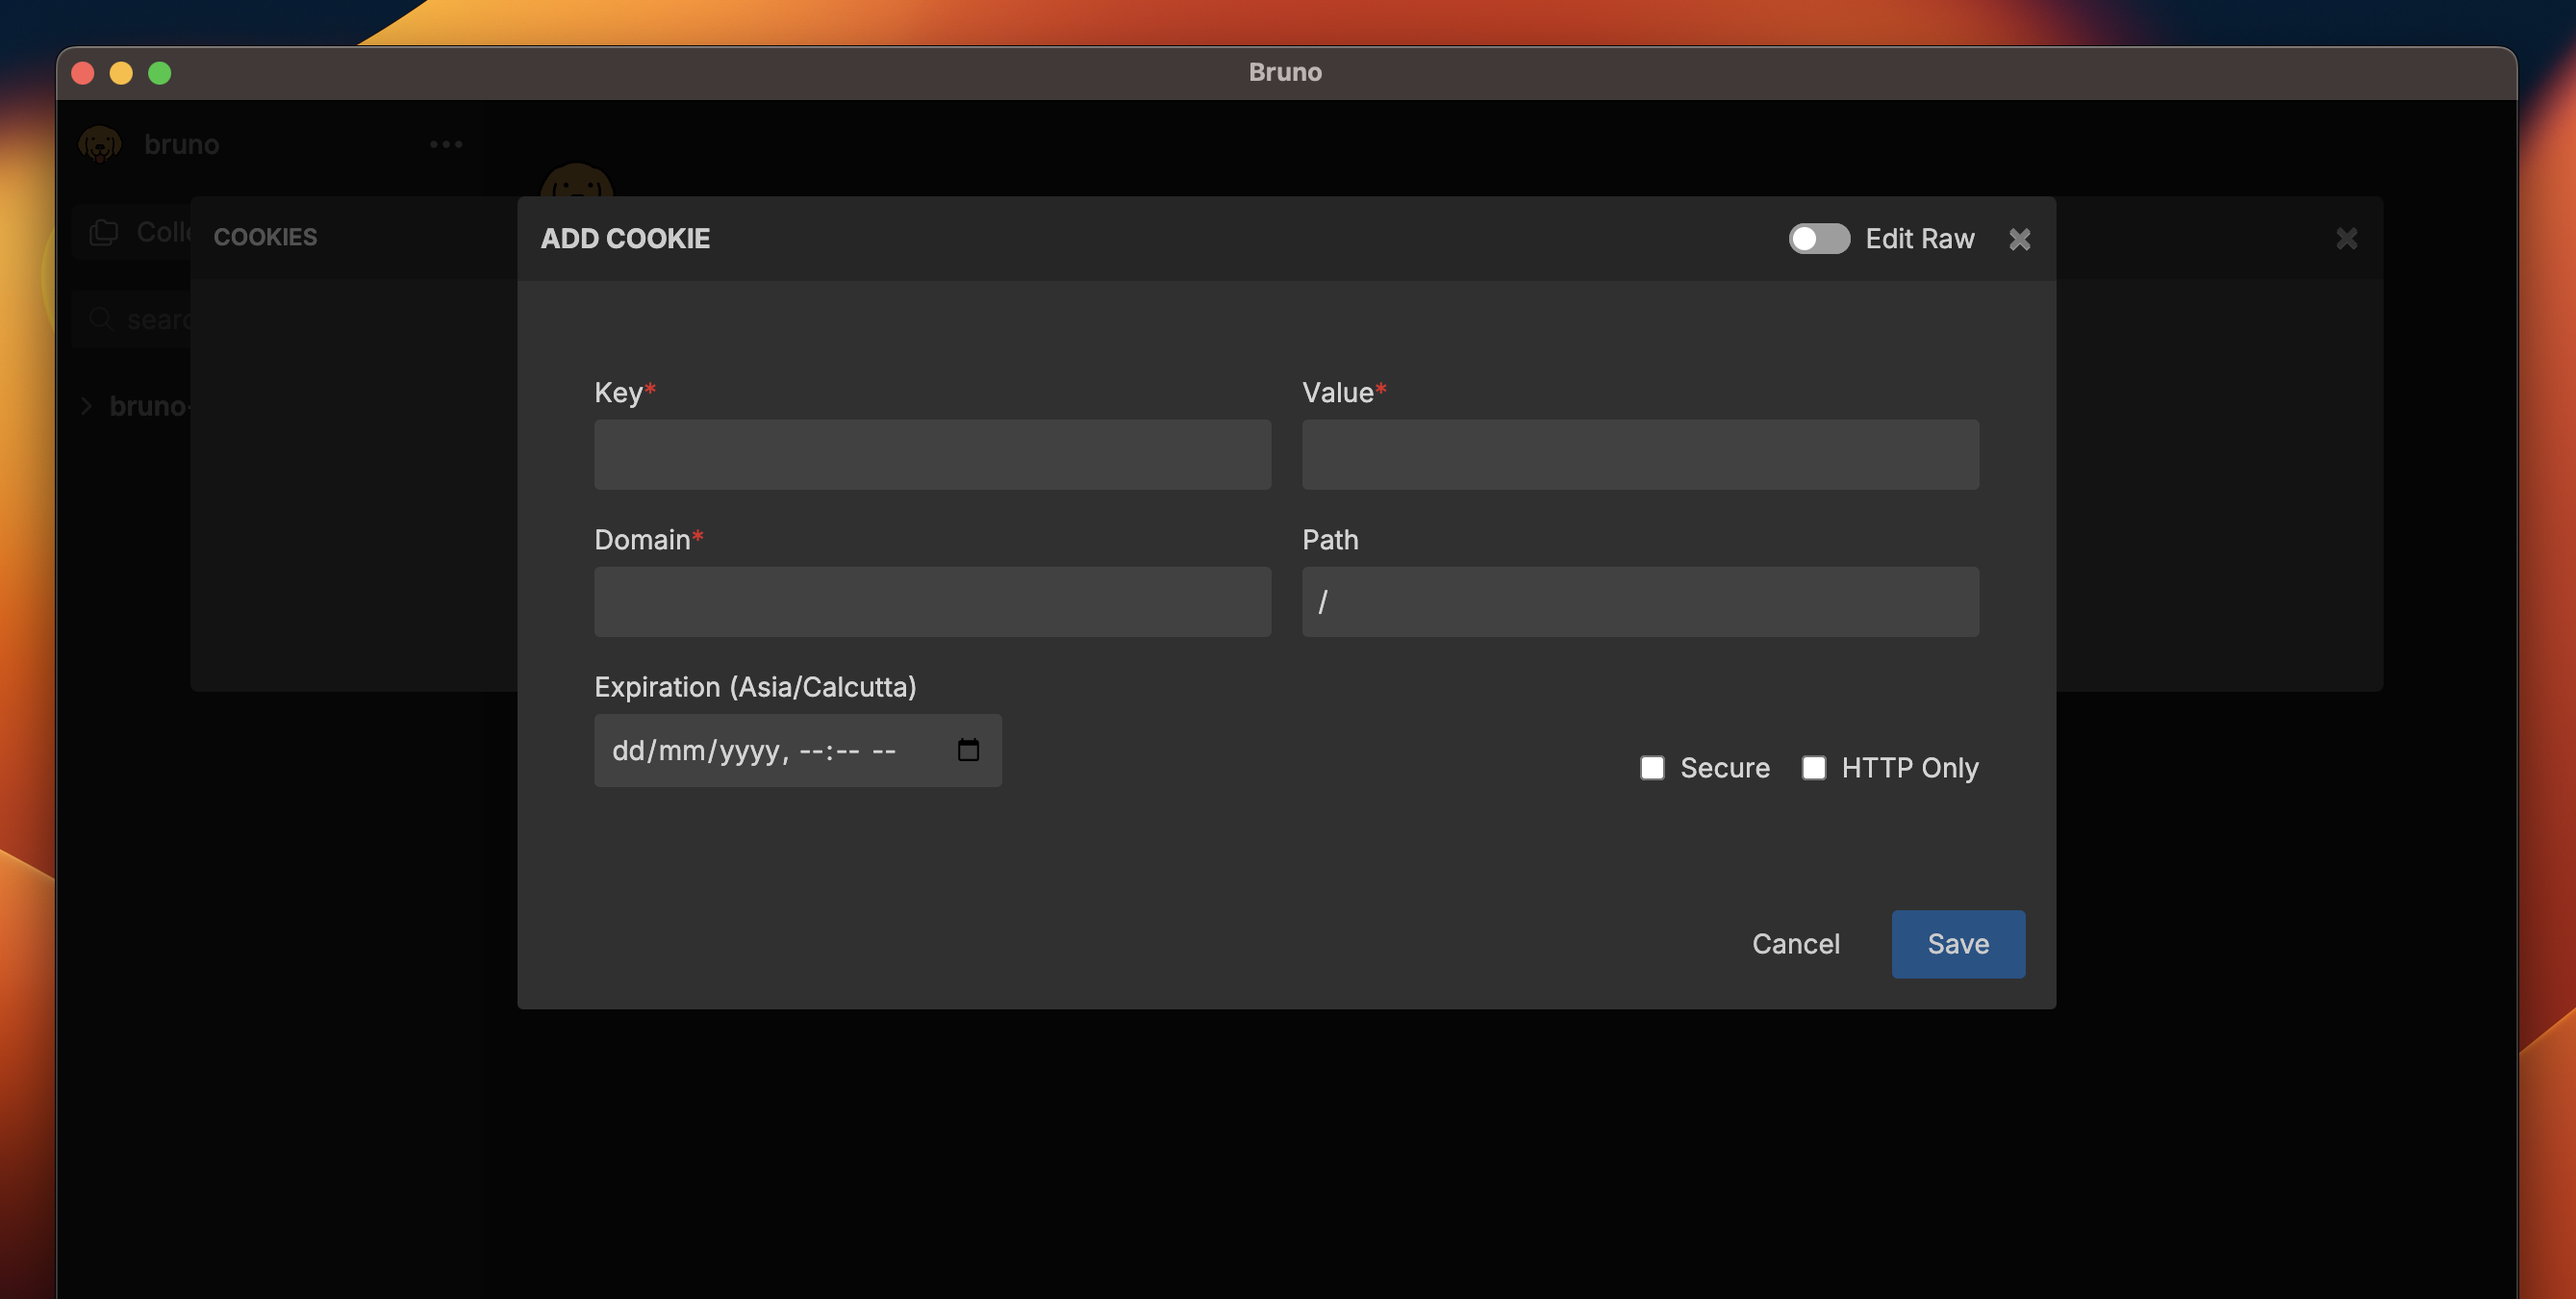 Bruno
bruno
Colle
COOKIES
ADD COOKIE
Edit Raw
searc
bruno-
Key*
Value*
Domain*
Path
/
Expiration (Asia/Calcutta)
dd/mm/yyyy, --:-- --
Secure
HTTP Only
Cancel
Save